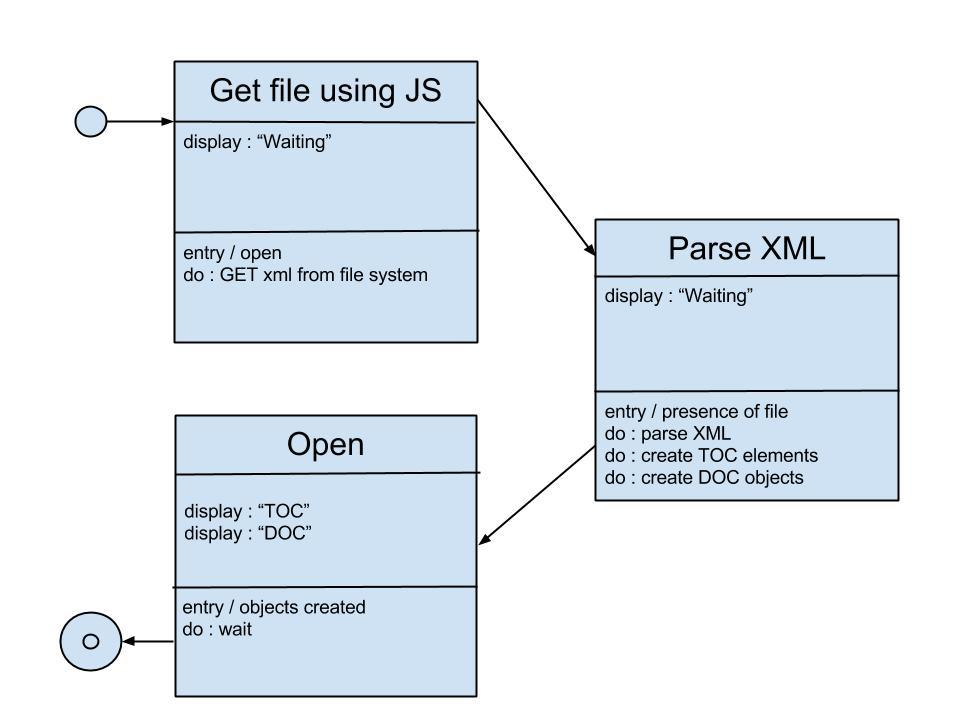 Get file using JS
display : “Waiting”
entry / open
do : GET xml from file system
Parse XML
display : “Waiting”
entry / presence of file
do : parse XML
do : create TOC elements
do : create DOC objects
Open
display : “TOC”
display : “DOC”
entry / objects created
do : wait